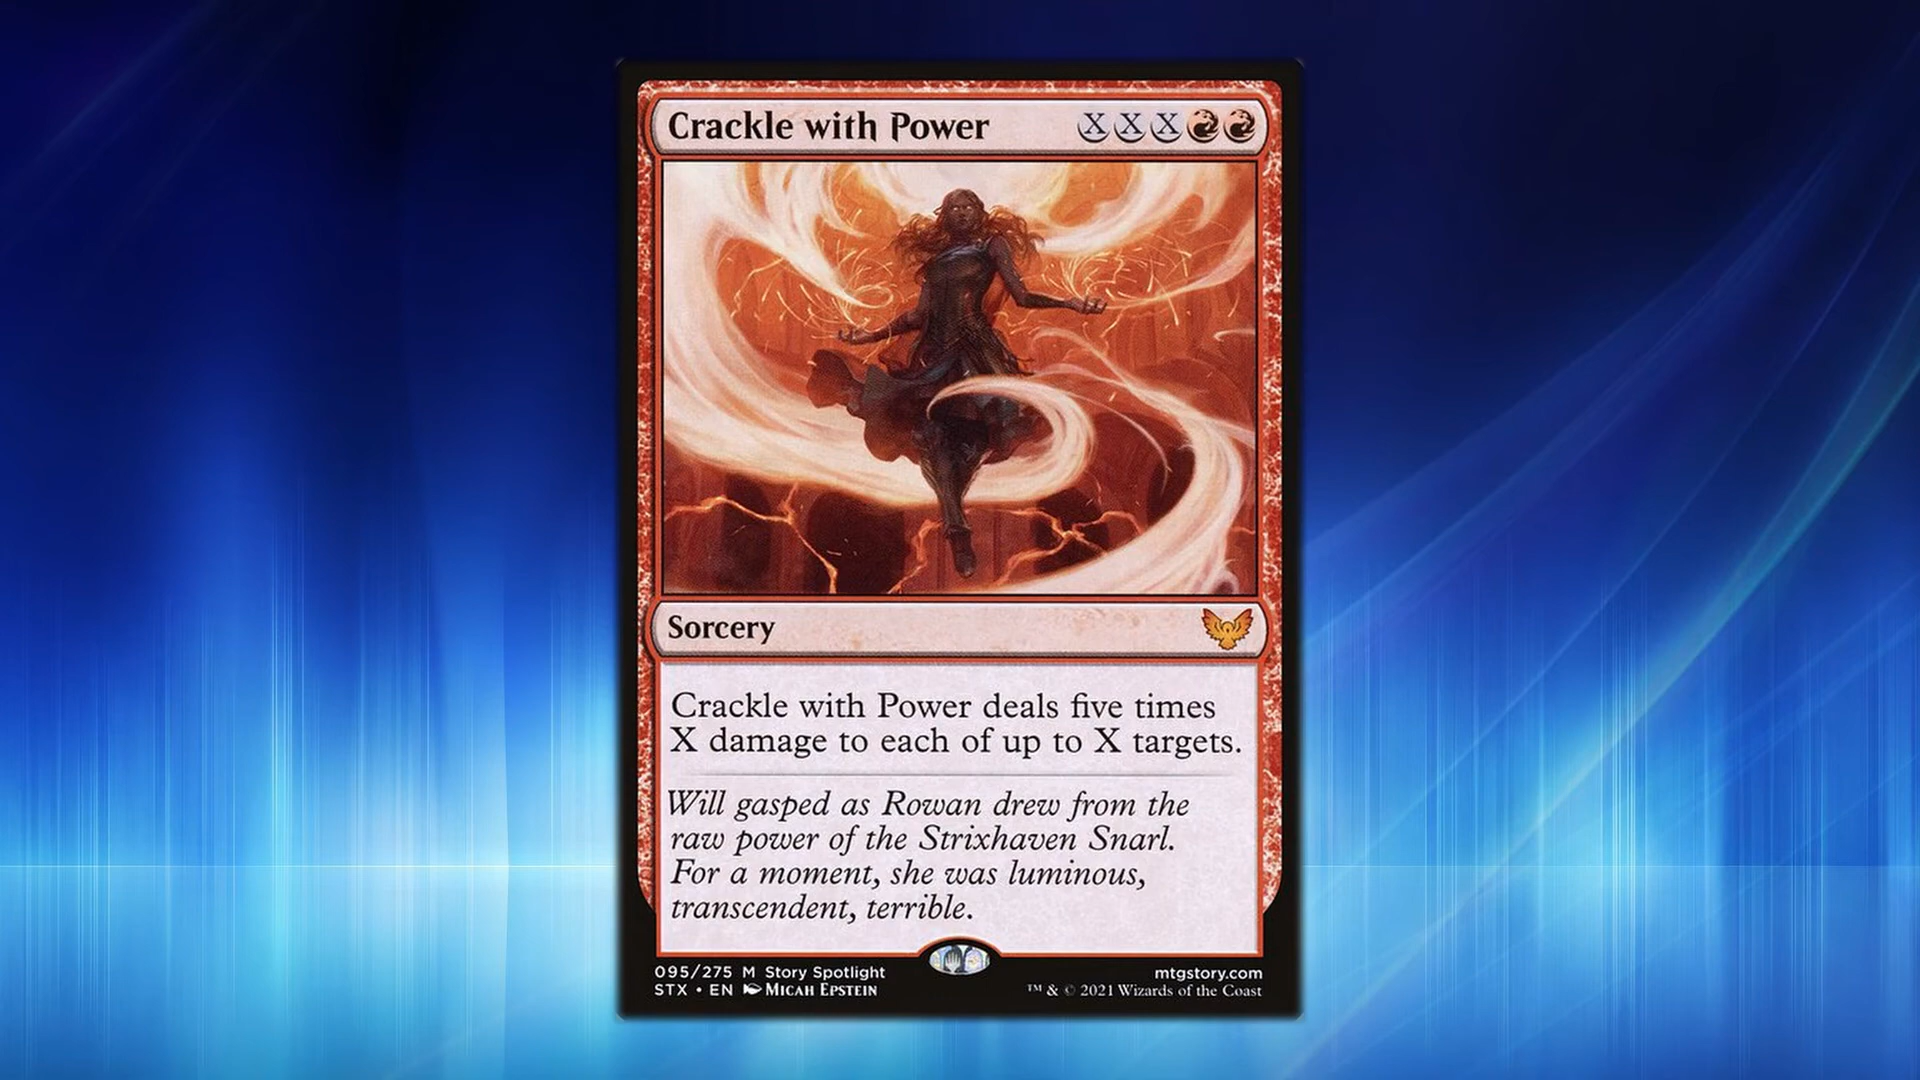 Crackle with Power XXX
Sorcery
Crackle with Power deals five times
X damage to each of up to X targets.
Will gasped as Rowan drew from the
raw power of the Strixhaven Snarl.
For a moment, she was luminous,
transcendent, terrible.
095/275 M Story Spotlight
STX • EN Micah Epstein
mtgstory.com
™ & © 2021 Wizards of the Coast